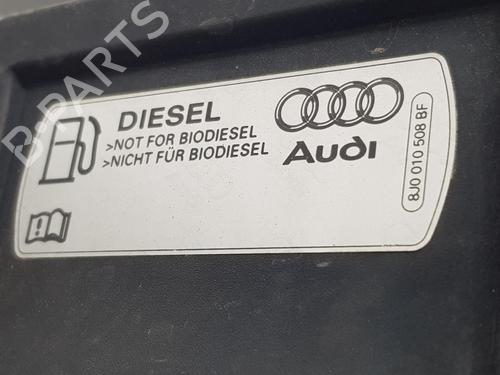 B-PARTS
DIESEL
>NOT FOR BIODIESEL
>NICHT FÜR BIODIESEL
Audi
8J0 010 508 BF